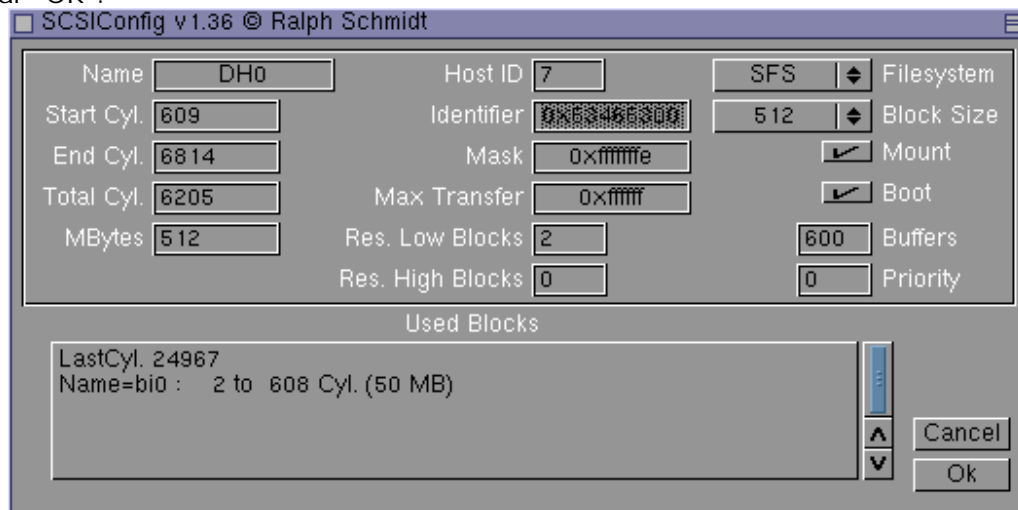 "OK".
SCSIConfig v1.36 © Ralph Schmidt
Name DH0 Host ID 7 SFS Filesystem
Start Cyl. 609 Identifier 0x63465300 512 Block Size
End Cyl. 6814 Mask 0xfffffffe Mount
Total Cyl. 6205 Max Transfer 0xffffff Boot
MBytes 512 Res. Low Blocks 2 600 Buffers
Res. High Blocks 0 0 Priority
Used Blocks
LastCyl. 24967
Name=bi0 : 2 to 608 Cyl. (50 MB)
Cancel
Ok